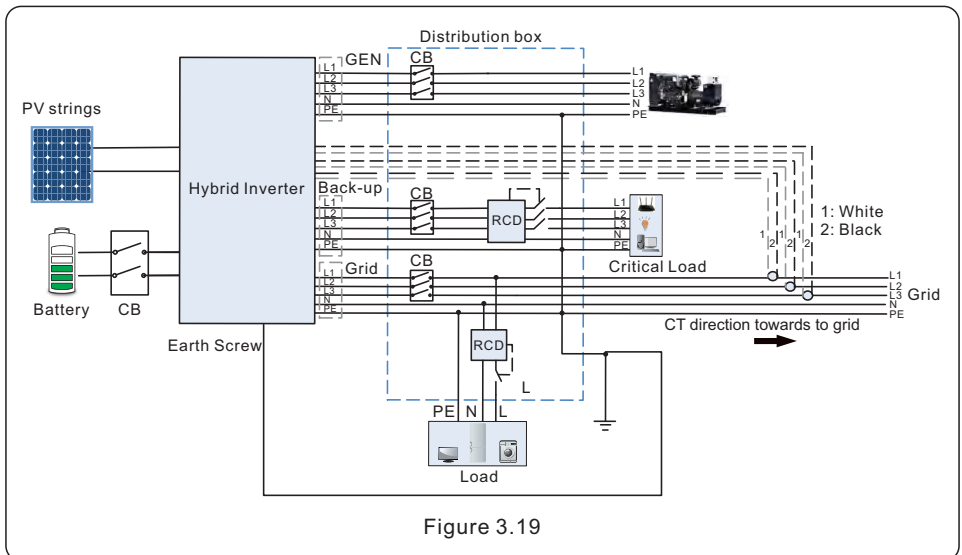 Distribution box
GEN
CB
L1
L2
L3
N
PE
L1
L2
L3
N
PE
PV strings
Hybrid Inverter
Back-up
CB
L1
L2
L3
N
PE
RCD
L1
L2
L3
N
PE
Critical Load
1 2 1 2 1 2
1: White
2: Black
Battery
CB
Grid
CB
L1
L2
L3
N
PE
L1
L2
L3
N
PE
Grid
CT direction towards to grid
Earth Screw
RCD
L
PE N L
Load
Figure 3.19